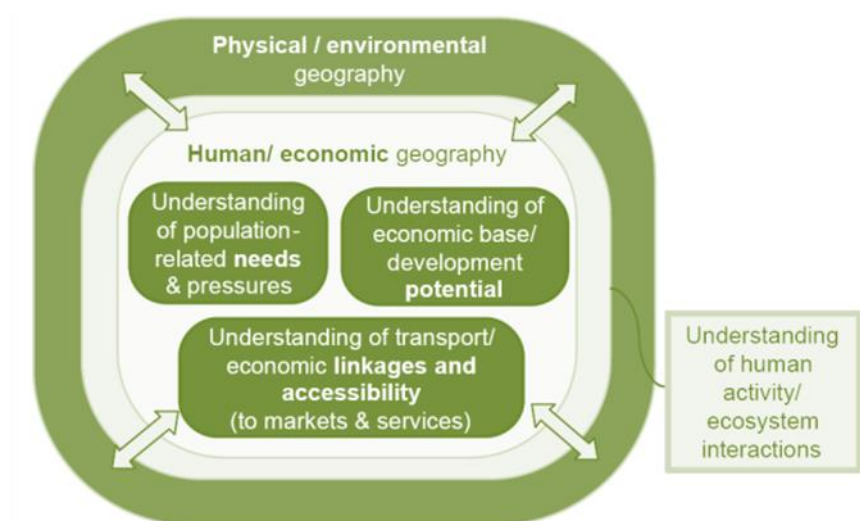 Physical / environmental
geography
Human/ economic geography
Understanding
of population-
related needs
& pressures
Understanding of
economic base/
development
potential
Understanding of transport/
economic linkages and
accessibility
(to markets & services)
Understanding
of human
activity/
ecosystem
interactions